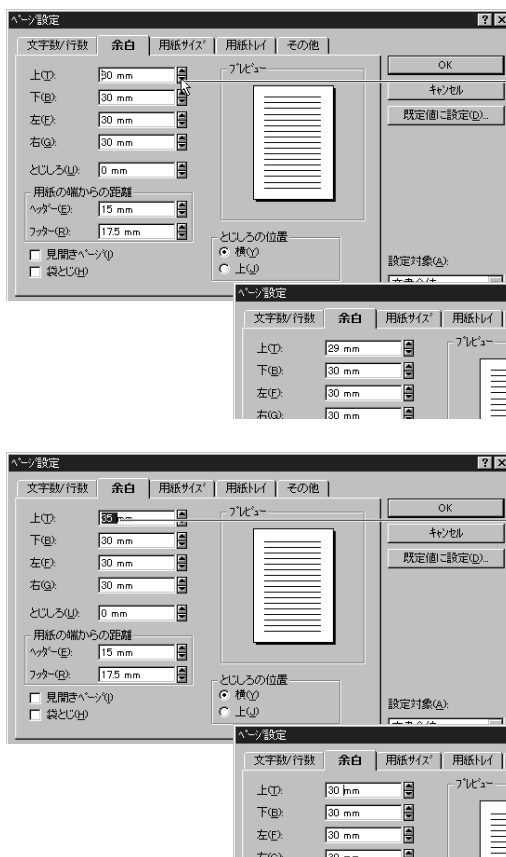 ﾍﾟｰｼﾞ設定
文字数/行数 余白 用紙ｻｲｽﾞ 用紙ﾄﾚｲ その他
上(T): 30 mm
下(B): 30 mm
左(F): 30 mm
右(G): 30 mm
とじしろ(U): 0 mm
用紙の端からの距離
ﾍｯﾀﾞｰ(E): 15 mm
ﾌｯﾀｰ(R): 17.5 mm
見開きﾍﾟｰｼﾞ(I)
袋とじ(H)
ﾌﾟﾚﾋﾞｭｰ
とじしろの位置
横(Y)
上(J)
OK
ｷｬﾝｾﾙ
既定値に設定(D)...
設定対象(A):
ﾍﾟｰｼﾞ設定
文字数/行数 余白 用紙ｻｲｽﾞ 用紙ﾄﾚｲ
上(T): 29 mm
下(B): 30 mm
左(F): 30 mm
右(G): 30 mm
ﾌﾟﾚﾋﾞｭｰ
ﾍﾟｰｼﾞ設定
文字数/行数 余白 用紙ｻｲｽﾞ 用紙ﾄﾚｲ その他
上(T): 35 mm
下(B): 30 mm
左(F): 30 mm
右(G): 30 mm
とじしろ(U): 0 mm
用紙の端からの距離
ﾍｯﾀﾞｰ(E): 15 mm
ﾌｯﾀｰ(R): 17.5 mm
見開きﾍﾟｰｼﾞ(I)
袋とじ(H)
ﾌﾟﾚﾋﾞｭｰ
とじしろの位置
横(Y)
上(J)
OK
ｷｬﾝｾﾙ
既定値に設定(D)...
設定対象(A):
ﾍﾟｰｼﾞ設定
文字数/行数 余白 用紙ｻｲｽﾞ 用紙ﾄﾚｲ
上(T): 30 mm
下(B): 30 mm
左(F): 30 mm
ﾌﾟﾚﾋﾞｭｰ